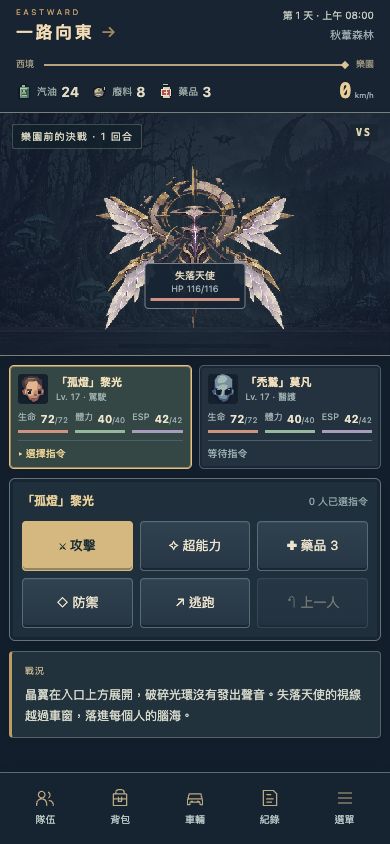 EASTWARD
一路向東 →
第 1 天 · 上午 08:00
秋葦森林
西境
樂園
汽油 24
廢料 8
藥品 3
0 km/h
樂園前的決戰 · 1 回合
VS
失落天使
HP 116/116
「孤燈」黎光
Lv. 17 · 駕駛
生命 72/72
體力 40/40
ESP 42/42
▸ 選擇指令
「禿鷲」莫凡
Lv. 17 · 醫護
生命 72/72
體力 40/40
ESP 42/42
等待指令
「孤燈」黎光
0 人已選指令
⚔ 攻擊
✧ 超能力
✚ 藥品 3
◇ 防禦
↗ 逃跑
↶ 上一人
戰況
晶翼在入口上方展開，破碎光環沒有發出聲音。失落天使的視線
越過車窗，落進每個人的腦海。
隊伍
背包
車輛
紀錄
選單